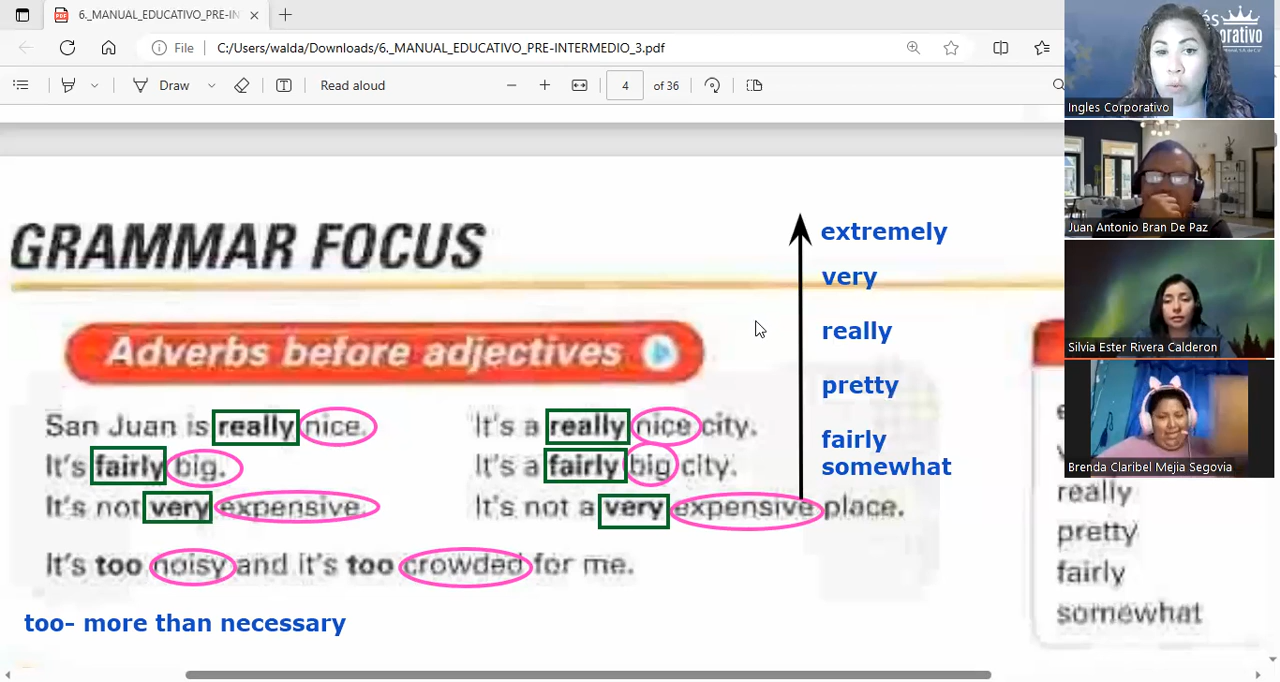 6._MANUAL_EDUCATIVO_PRE-IN
File C:/Users/walda/Downloads/6._MANUAL_EDUCATIVO_PRE-INTERMEDIO_3.pdf
Draw Read aloud 4 of 36
GRAMMAR FOCUS
Adverbs before adjectives
San Juan is really nice. It's a really nice city.
It's fairly big. It's a fairly big city.
It's not very expensive. It's not a very expensive place.
It's too noisy and it's too crowded for me.
too- more than necessary
extremely
very
really
pretty
fairly
somewhat
really
pretty
fairly
somewhat
Ingles Corporativo
Juan Antonio Bran De Paz
Silvia Ester Rivera Calderon
Brenda Claribel Mejia Segovia